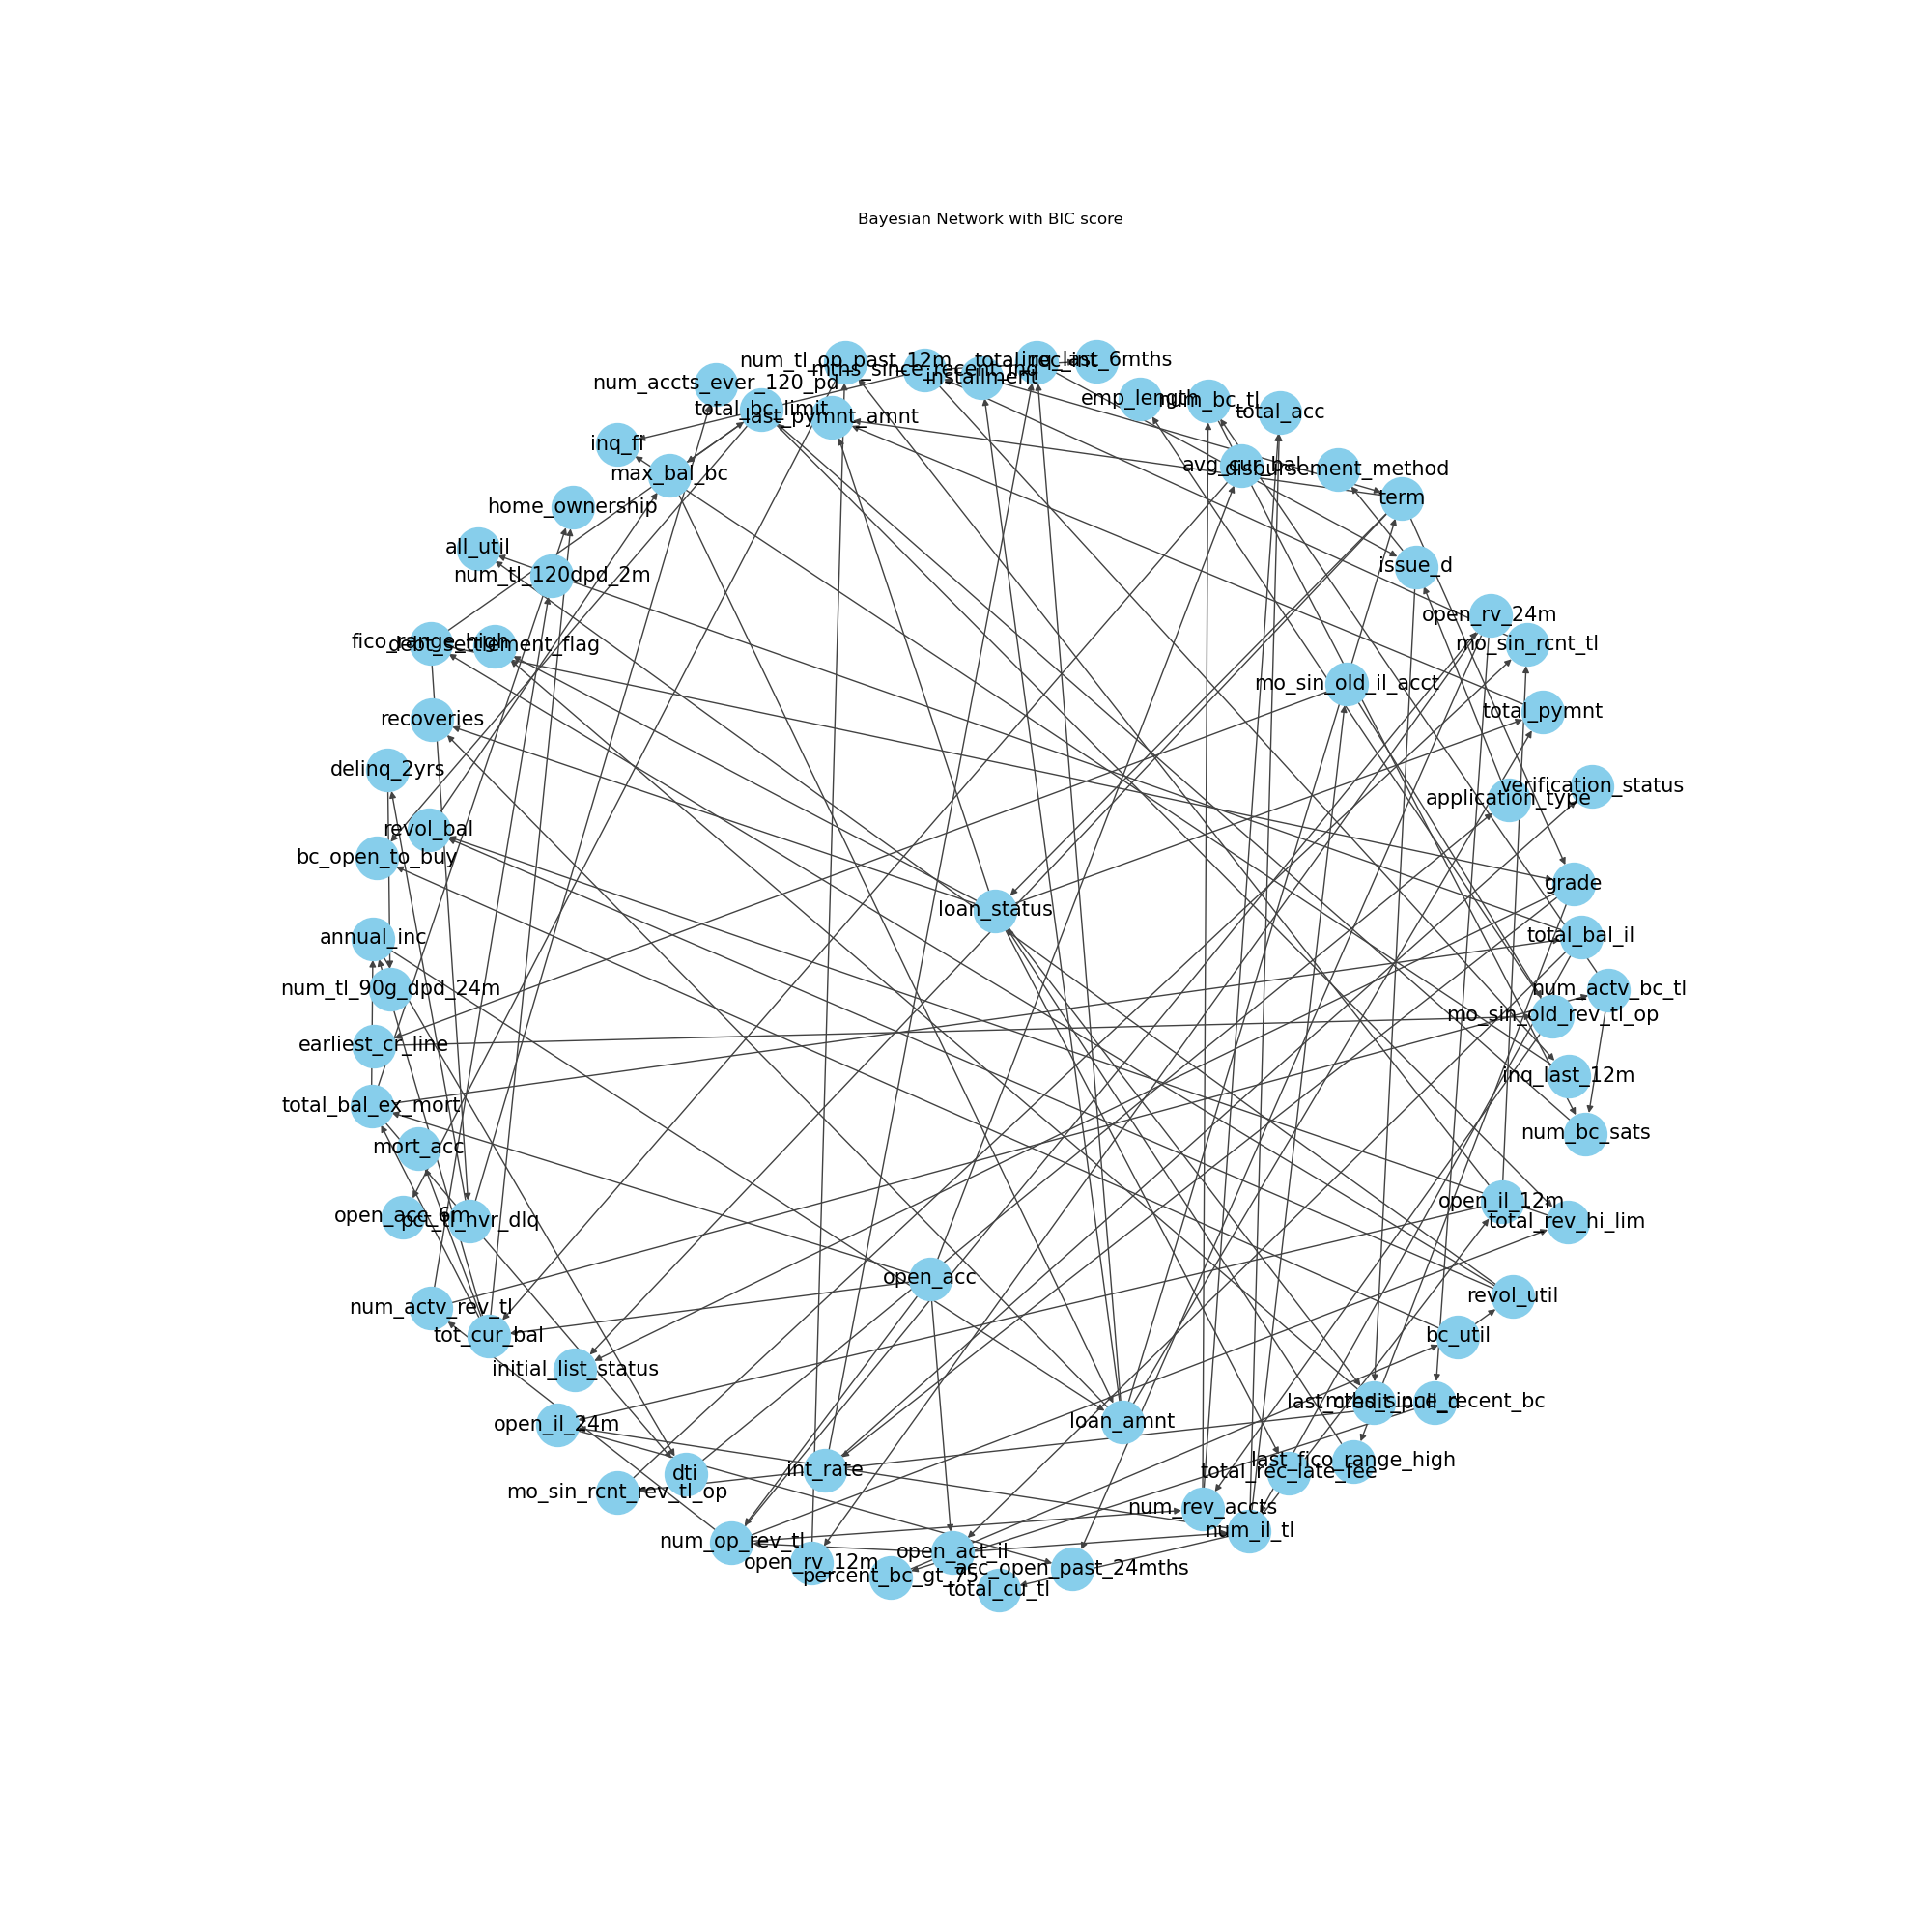 Bayesian Network with BIC score
num_tl_op_past_12m
mths_since_recent_inq
installment
total_rec_int
inq_last_6mths
num_accts_ever_120_pd
total_bc_limit
last_pymnt_amnt
emp_length
num_bc_tl
total_acc
inq_fi
max_bal_bc
avg_cur_bal
disbursement_method
term
home_ownership
all_util
num_tl_120dpd_2m
issue_d
open_rv_24m
fico_range_high
debt_settlement_flag
mo_sin_rcnt_tl
mo_sin_old_il_acct
recoveries
total_pymnt
delinq_2yrs
verification_status
application_type
revol_bal
bc_open_to_buy
grade
loan_status
annual_inc
total_bal_il
num_tl_90g_dpd_24m
num_actv_bc_tl
mo_sin_old_rev_tl_op
earliest_cr_line
inq_last_12m
total_bal_ex_mort
num_bc_sats
mort_acc
open_il_12m
open_acc_6m
pct_tl_nvr_dlq
total_rev_hi_lim
open_acc
revol_util
num_actv_rev_tl
tot_cur_bal
bc_util
initial_list_status
last_credit_pull_d
mths_since_recent_bc
open_il_24m
loan_amnt
last_fico_range_high
dti
int_rate
total_rec_late_fee
mo_sin_rcnt_rev_tl_op
num_rev_accts
num_il_tl
num_op_rev_tl
open_act_il
open_rv_12m
acc_open_past_24mths
percent_bc_gt_75
total_cu_tl